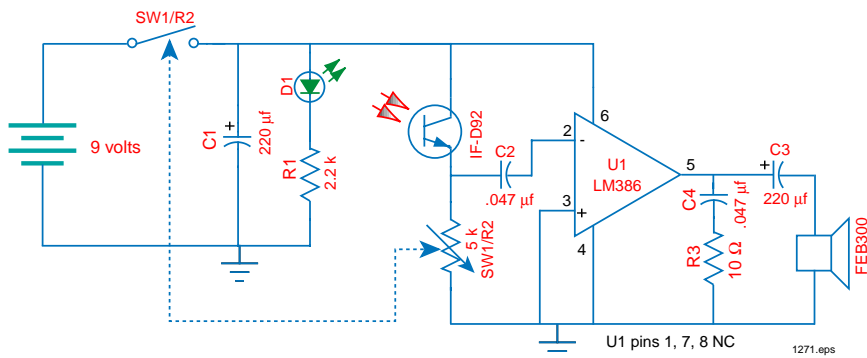 SW1/R2
9 volts
C1
+
220 µf
D1
R1
2.2 k
IF-D92
5 k
SW1/R2
C2
.047 µf
2
-
3
+
4
6
U1
LM386
5
C4
.047 µf
R3
10 Ω
C3
+
220 µf
FEB300
U1 pins 1, 7, 8 NC
1271.eps